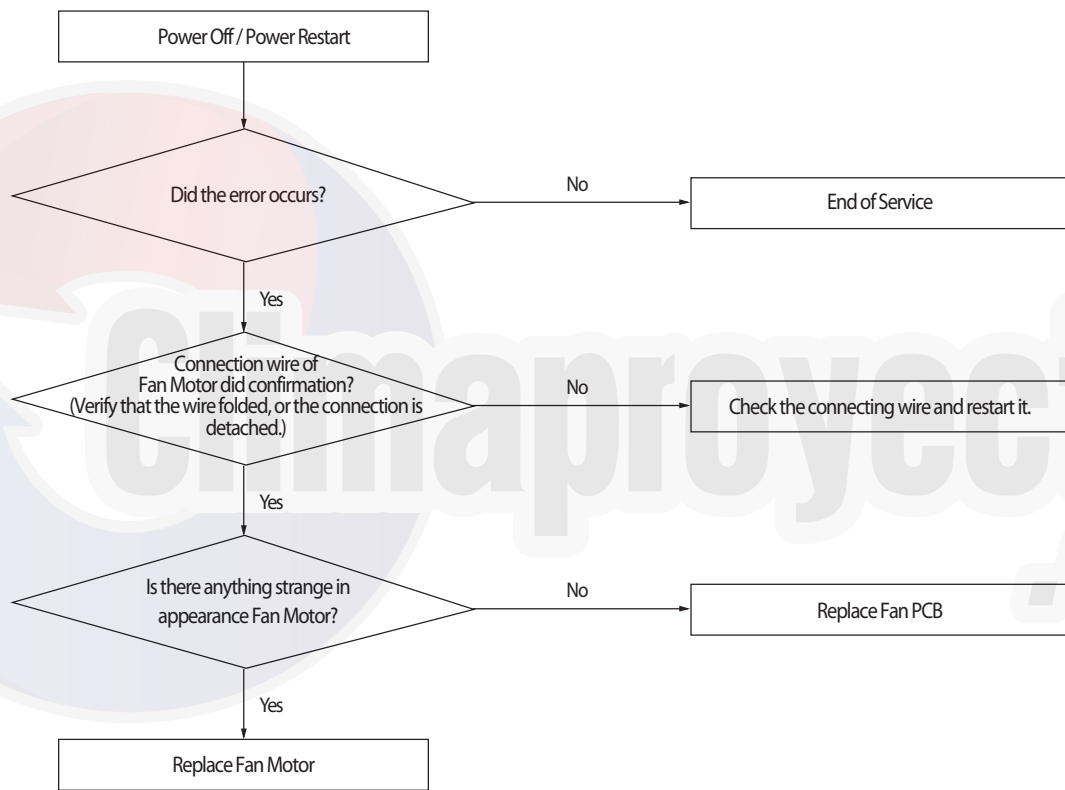 Power Off / Power Restart
Did the error occurs?
No
End of Service
Yes
Connection wire of
Fan Motor did confirmation?
(Verify that the wire folded, or the connection is
detached.)
No
Check the connecting wire and restart it.
Yes
Is there anything strange in
appearance Fan Motor?
No
Replace Fan PCB
Yes
Replace Fan Motor
Climaproyect